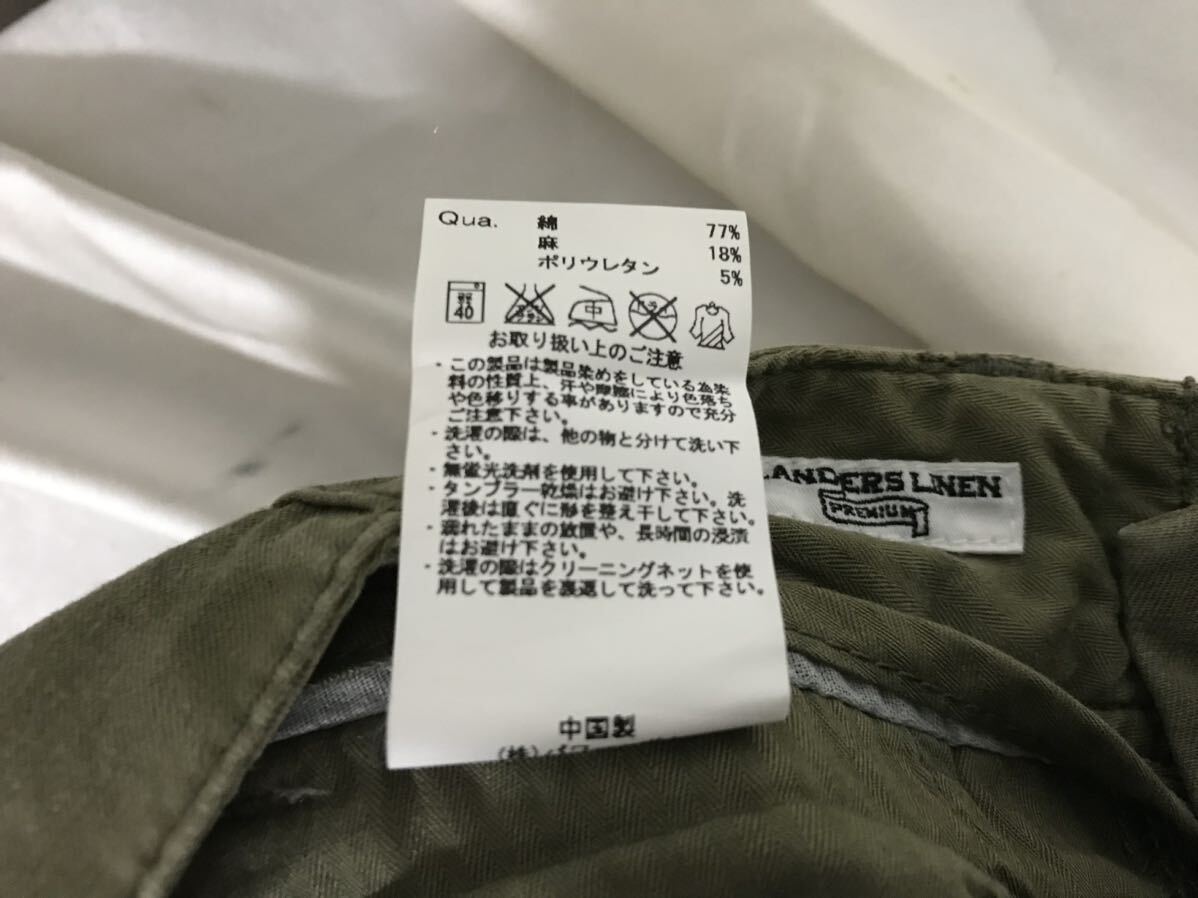 Qua. 綿 77%
麻 18%
ポリウレタン 5%
40 中
お取り扱い上のご注意
・この製品は製品染めをしている為染
料の性質上、汗や摩擦により色落ち
や色移りする事がありますので充分
ご注意下さい。
・洗濯の際は、他の物と分けて洗い下
さい。
・無蛍光洗剤を使用して下さい。
・タンブラー乾燥はお避け下さい。洗
濯後は直ぐに形を整え干して下さい。
・濡れたままの放置や、長時間の浸漬
はお避け下さい。
・洗濯の際はクリーニングネットを使
用して製品を裏返して洗って下さい。
中国製
(株)パワ
LANDERS LINEN
PREMIUM